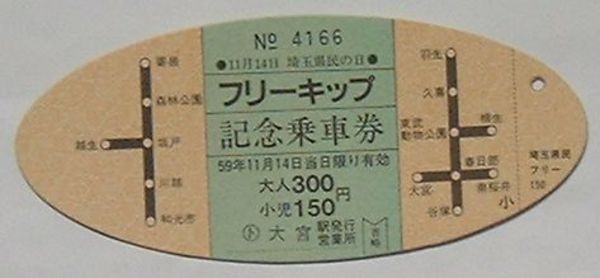 No 4166
●11月14日 埼玉県民の日●
フリーキップ
記念乗車券
59年11月14日当日限り有効
大人300円
小児150
ト 大宮 駅発行
営業所
寄居
森林公園
越生
坂戸
川越
和光市
羽生
久喜
東武
動物公園
相生
春日部
大宮
南桜井
谷塚
埼玉県民
フリー
150
小